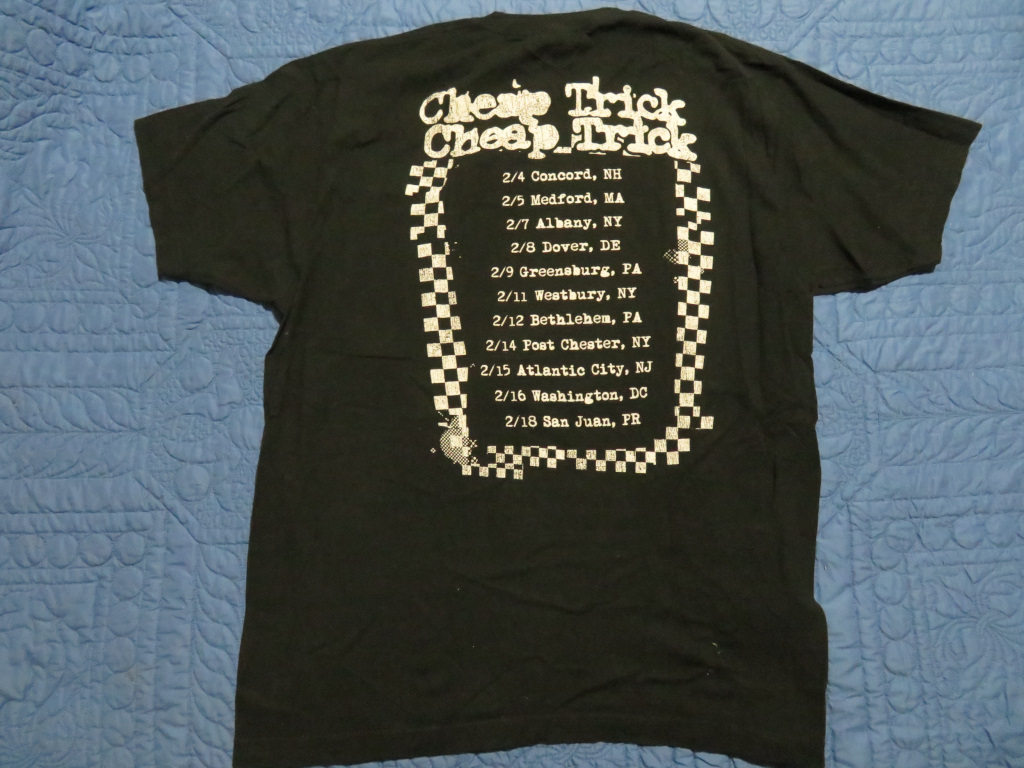 Cheap Trick
Cheap Trick
2/4 Concord, NH
2/5 Medford, MA
2/7 Albany, NY
2/8 Dover, DE
2/9 Greensburg, PA
2/11 Westbury, NY
2/12 Bethlehem, PA
2/14 Post Chester, NY
2/15 Atlantic City, NJ
2/16 Washington, DC
2/18 San Juan, PR